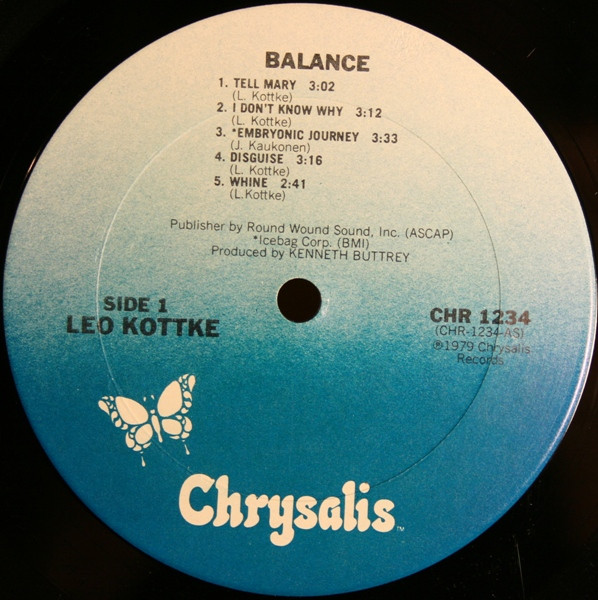 BALANCE
1. TELL MARY 3:02
(L. Kottke)
2. I DON'T KNOW WHY 3:12
(L. Kottke)
3. *EMBRYONIC JOURNEY 3:33
(J. Kaukonen)
4. DISGUISE 3:16
(L. Kottke)
5. WHINE 2:41
(L.Kottke)
Publisher by Round Wound Sound, Inc. (ASCAP)
*Icebag Corp. (BMI)
Produced by KENNETH BUTTREY
SIDE 1
LEO KOTTKE
CHR 1234
(CHR-1234-AS)
℗1979 Chrysalis
Records
Chrysalis™